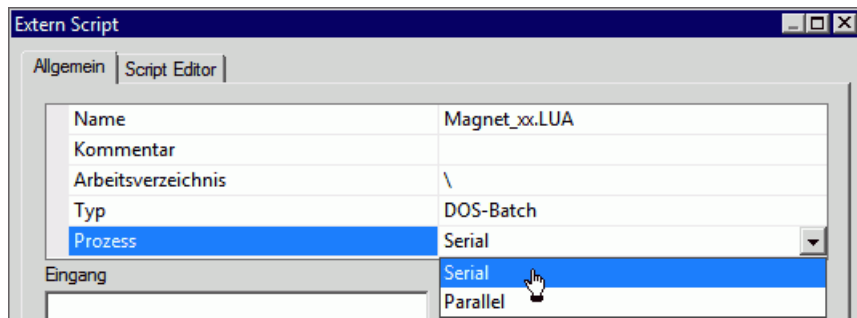 Extern Script
Allgemein Script Editor
Name Magnet_xx.LUA
Kommentar
Arbeitsverzeichnis \
Typ DOS-Batch
Prozess Serial
Eingang Serial
Parallel